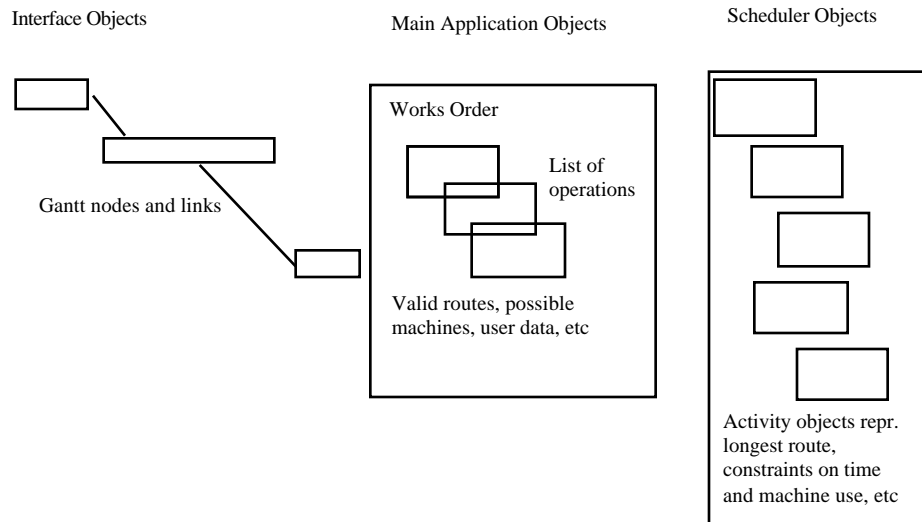 Interface Objects
Main Application Objects
Scheduler Objects
Works Order
List of
operations
Gantt nodes and links
Valid routes, possible
machines, user data, etc
Activity objects repr.
longest route,
constraints on time
and machine use, etc